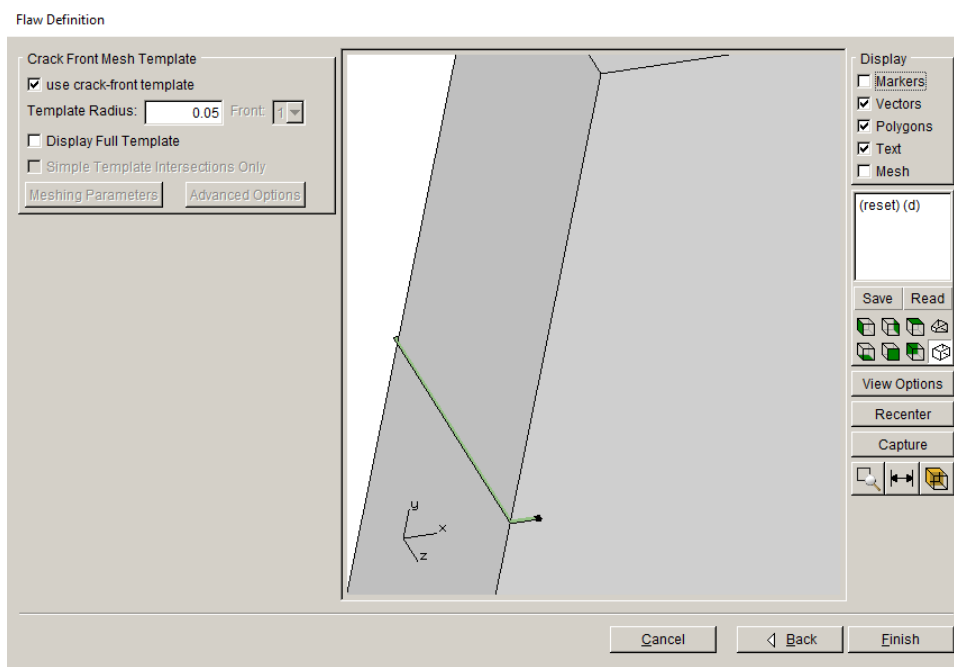 Flaw Definition
Crack Front Mesh Template
use crack-front template
Template Radius: 0.05 Front: 1
Display Full Template
Simple Template Intersections Only
Meshing Parameters Advanced Options
y
x
z
Display
Markers
Vectors
Polygons
Text
Mesh
(reset) (d)
Save Read
View Options
Recenter
Capture
Cancel Back Finish